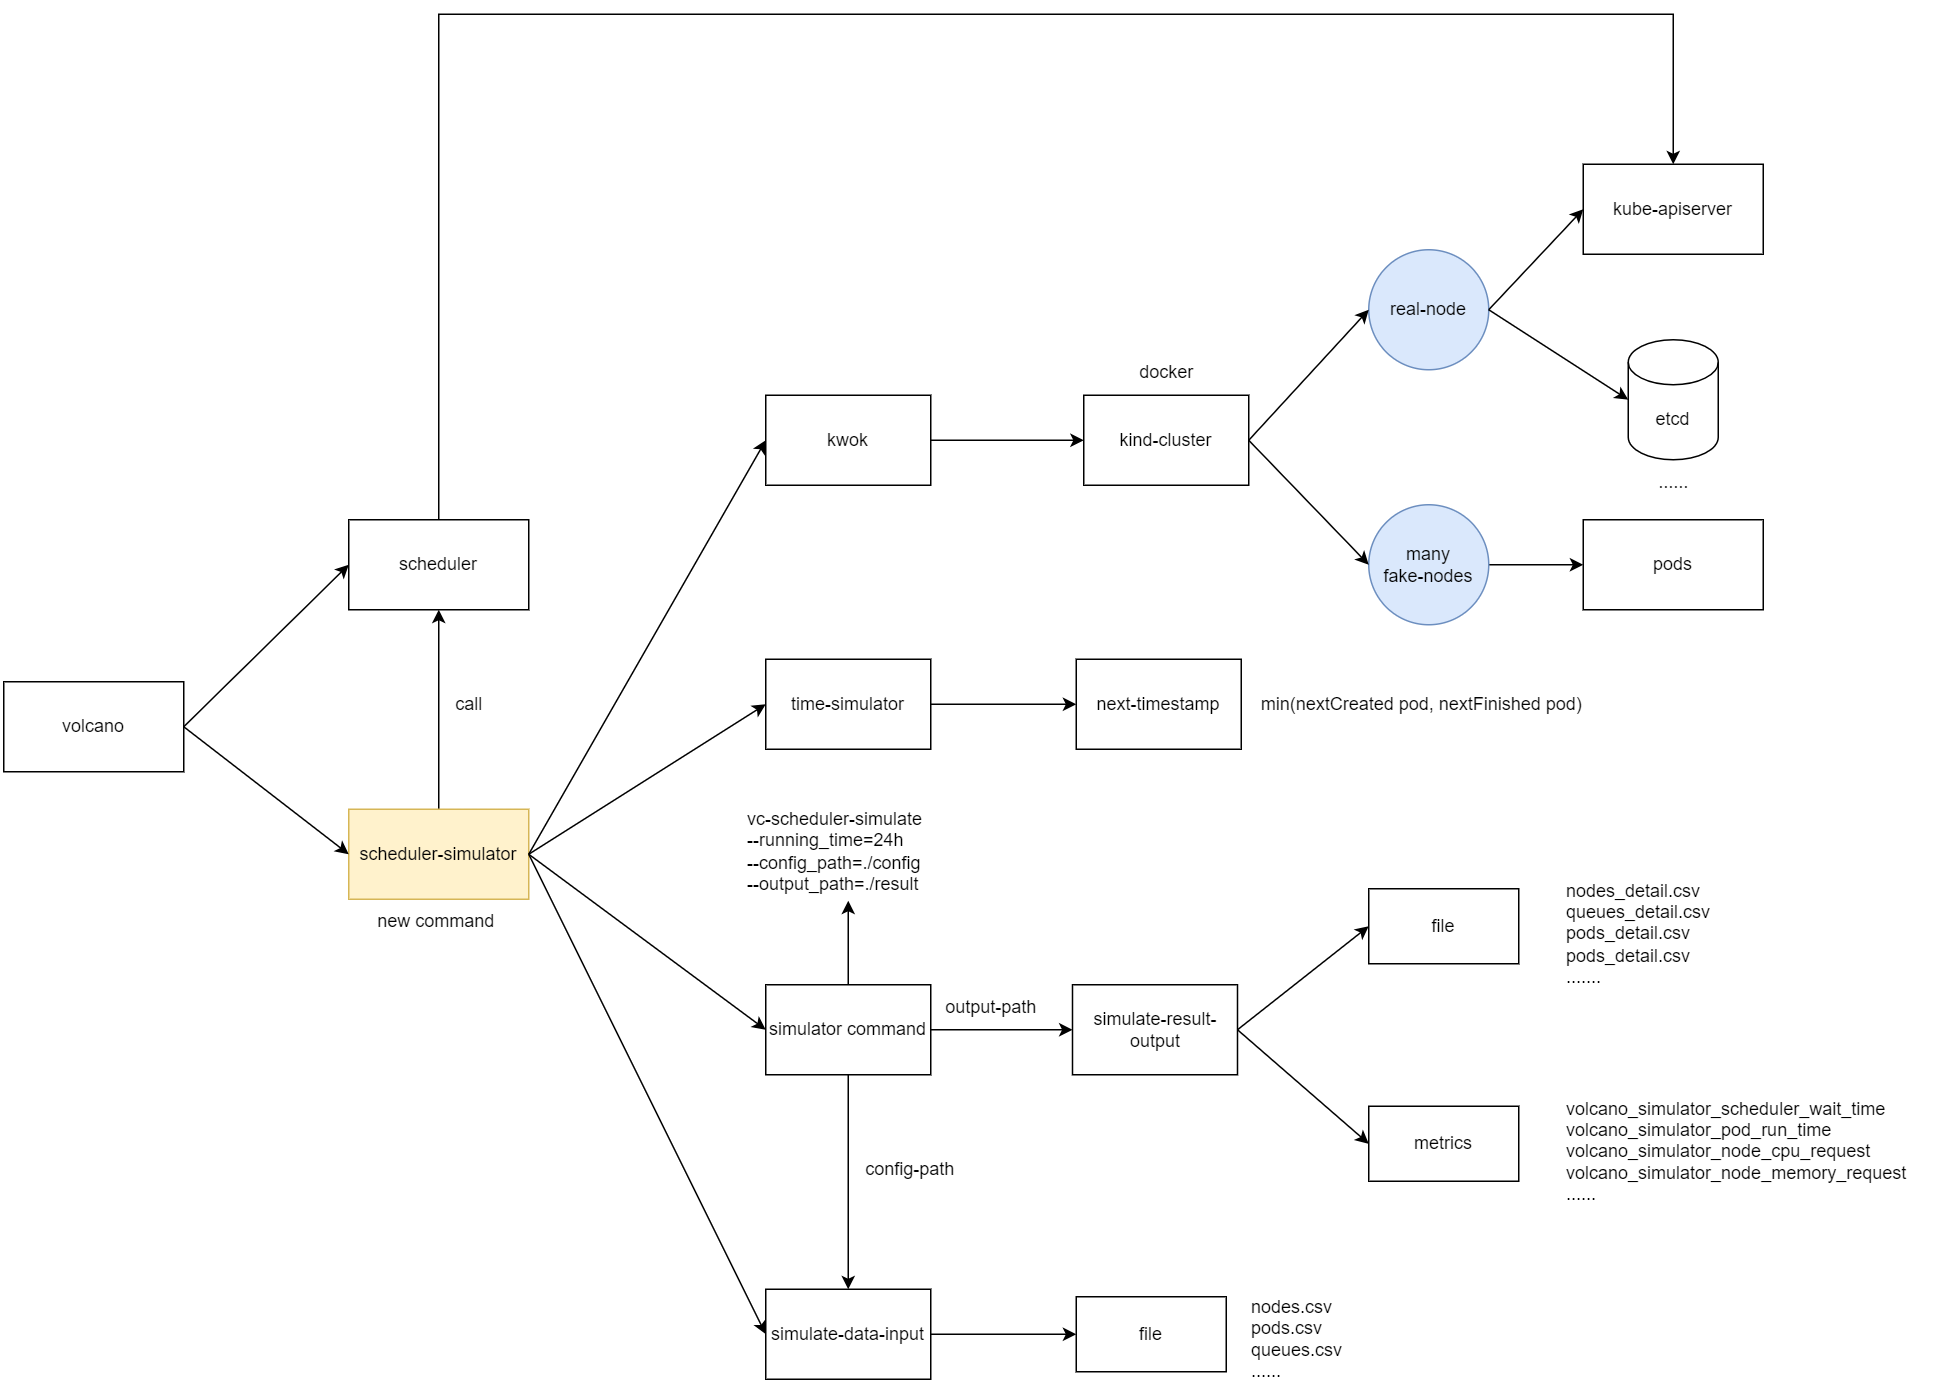 kube-apiserver
real-node
docker
etcd
kwok
kind-cluster
......
scheduler
many
fake-nodes
pods
call
time-simulator
next-timestamp
min(nextCreated pod, nextFinished pod)
volcano
vc-scheduler-simulate
--running_time=24h
--config_path=./config
--output_path=./result
scheduler-simulator
new command
file
nodes_detail.csv
queues_detail.csv
pods_detail.csv
pods_detail.csv
.......
simulator command
output-path
simulate-result-
output
metrics
volcano_simulator_scheduler_wait_time
volcano_simulator_pod_run_time
volcano_simulator_node_cpu_request
volcano_simulator_node_memory_request
......
config-path
simulate-data-input
file
nodes.csv
pods.csv
queues.csv
......